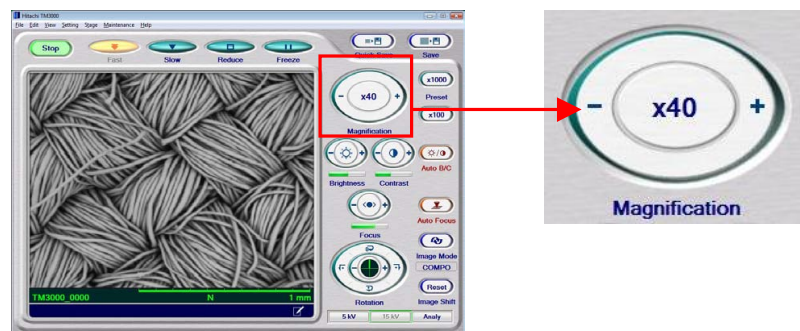 Hitachi TM3000
File Edit View Setting Stage Maintenance Help
Stop
Fast Slow Reduce Freeze
Quick Save Save
x40
x1000
Preset
x100
Magnification
Brightness Contrast
Auto B/C
Focus
Auto Focus
Image Mode
COMPO
Reset
Rotation
Image Shift
TM3000_0000 N 1 mm
5 kV 15 kV Analy
- x40 +
Magnification